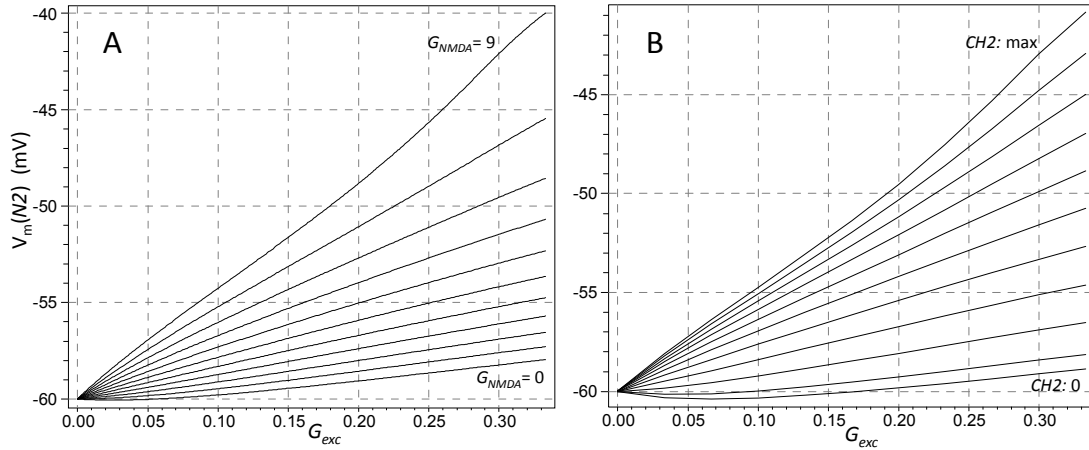 A
G_NMDA= 9
-40
-45
-50
-55
-60
V_m(N2) (mV)
G_NMDA= 0
0.00 0.05 0.10 0.15 0.20 0.25 0.30
G_exc
B
CH2: max
-45
-50
-55
-60
CH2: 0
0.00 0.05 0.10 0.15 0.20 0.25 0.30
G_exc